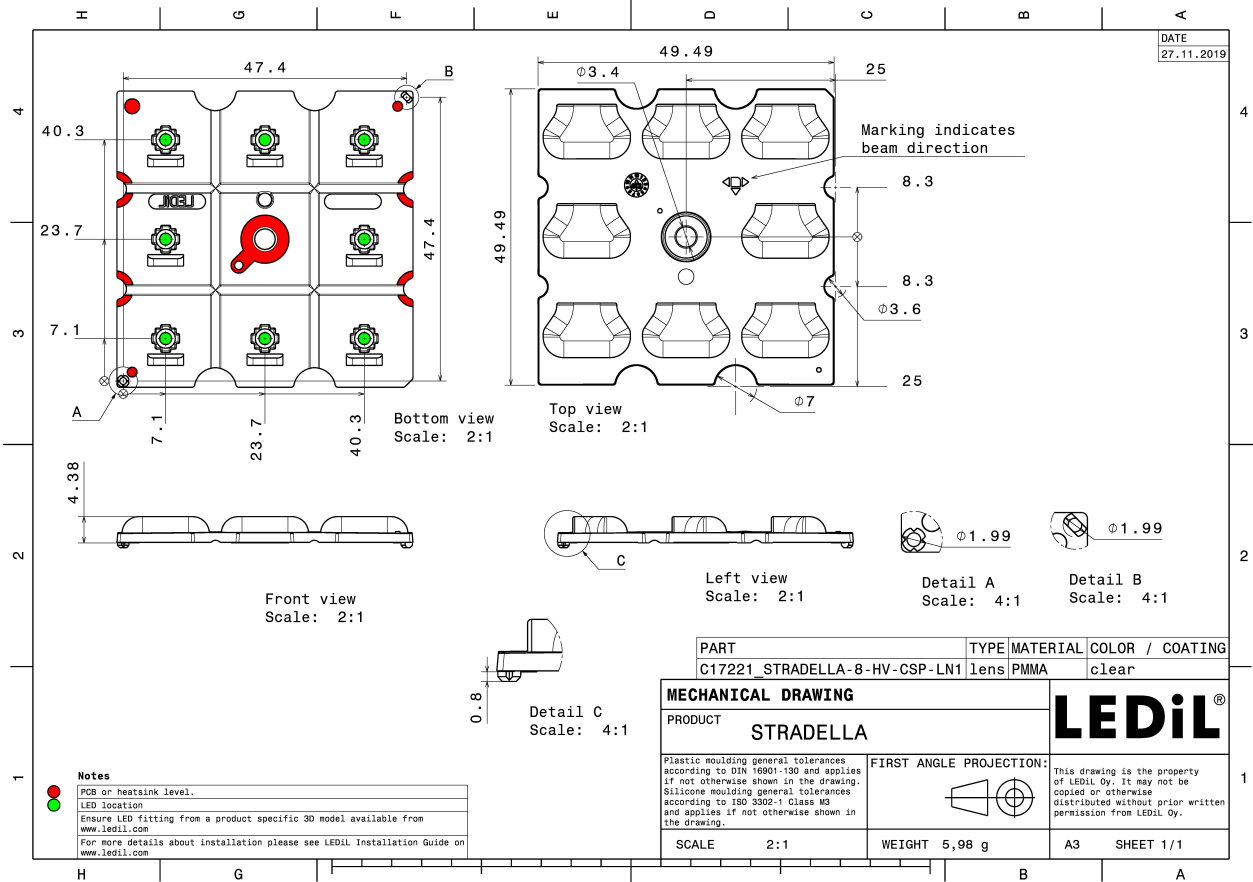 H G F E D C B A
DATE
27.11.2019
4
4
3
3
2
2
1
1
47.4
B
40.3
23.7
7.1
47.4
LEDiL
A
7.1
23.7
40.3
Bottom view
Scale: 2:1
49.49
∅3.4
25
Marking indicates
beam direction
8.3
49.49
8.3
∅3.6
25
∅7
Top view
Scale: 2:1
4.38
Front view
Scale: 2:1
C
Left view
Scale: 2:1
∅1.99
Detail A
Scale: 4:1
∅1.99
Detail B
Scale: 4:1
0.8
Detail C
Scale: 4:1
PART TYPE MATERIAL COLOR / COATING
C17221_STRADELLA-8-HV-CSP-LN1 lens PMMA clear
MECHANICAL DRAWING
PRODUCT
STRADELLA
LEDiL®
Plastic moulding general tolerances
according to DIN 16901-130 and applies
if not otherwise shown in the drawing.
Silicone moulding general tolerances
according to ISO 3302-1 Class M3
and applies if not otherwise shown in
the drawing.
FIRST ANGLE PROJECTION:
This drawing is the property
of LEDiL Oy. It may not be
copied or otherwise
distributed without prior written
permission from LEDiL Oy.
SCALE 2:1
WEIGHT 5,98 g
A3 SHEET 1/1
Notes
PCB or heatsink level.
LED location
Ensure LED fitting from a product specific 3D model available from
www.ledil.com
For more details about installation please see LEDiL Installation Guide on
www.ledil.com
H G B A